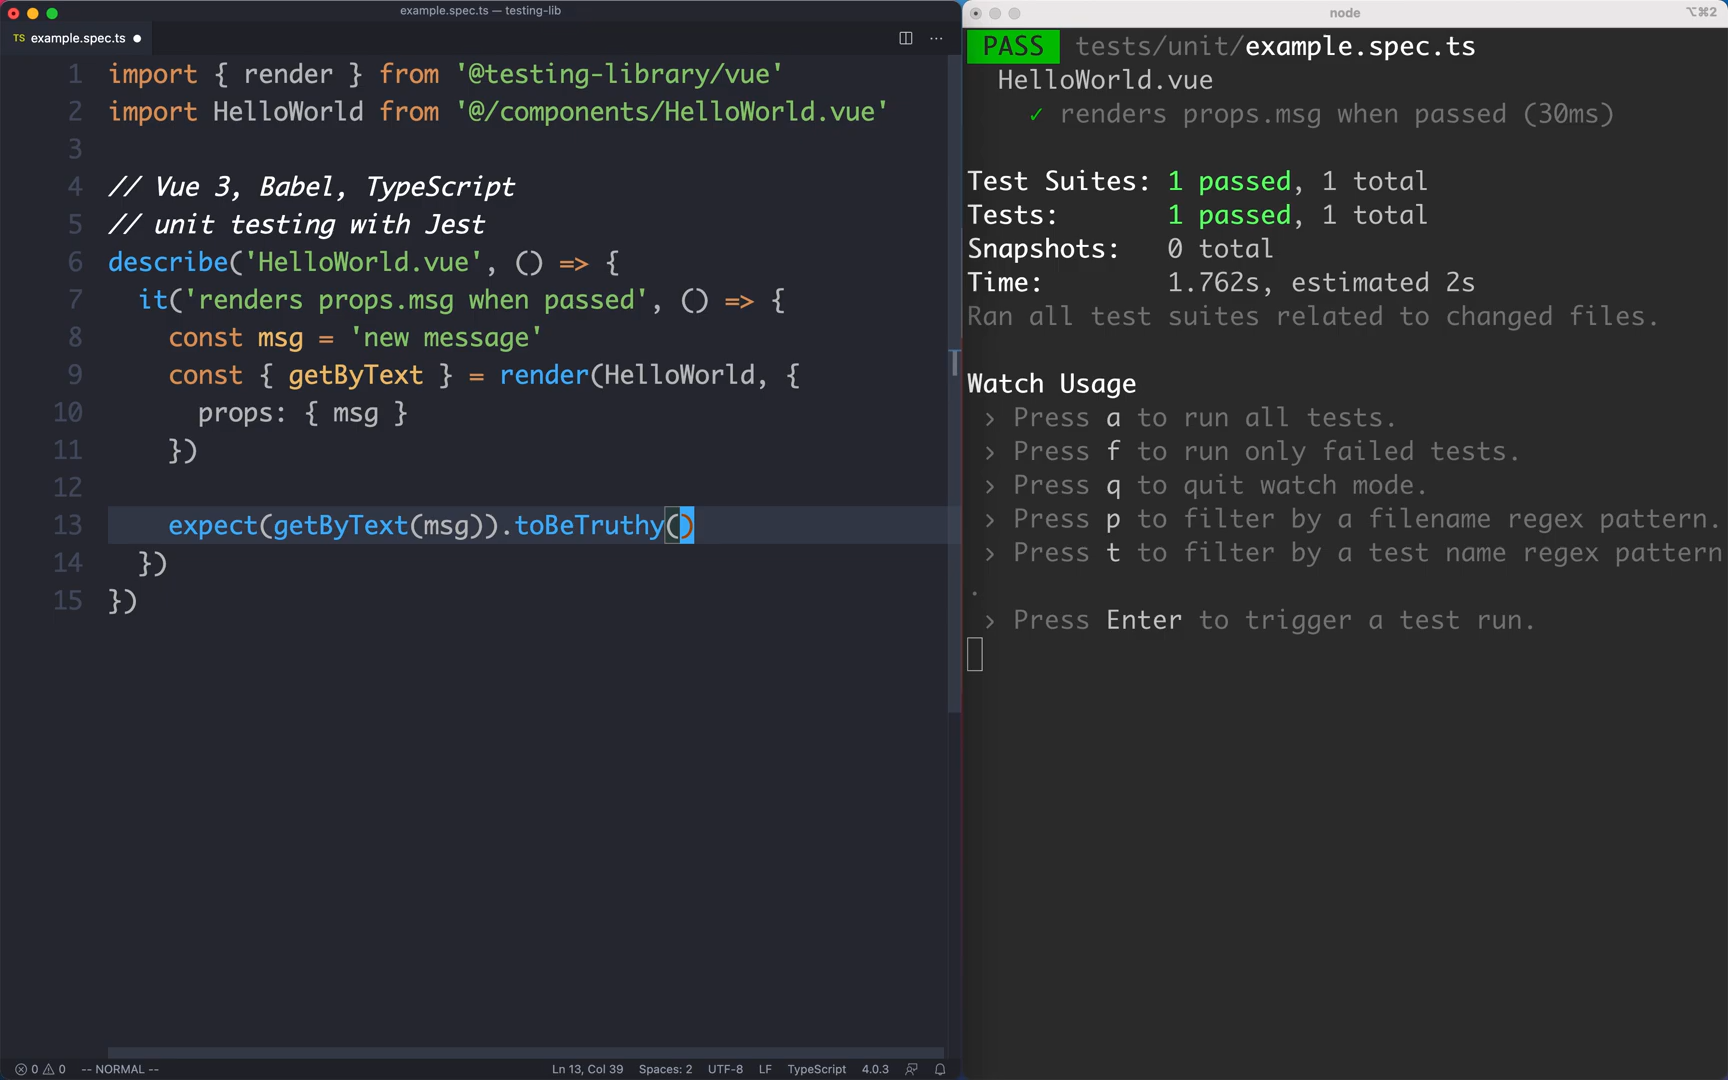 example.spec.ts — testing-lib
TS example.spec.ts
1 import { render } from '@testing-library/vue'
2 import HelloWorld from '@/components/HelloWorld.vue'
3
4 // Vue 3, Babel, TypeScript
5 // unit testing with Jest
6 describe('HelloWorld.vue', () => {
7 it('renders props.msg when passed', () => {
8 const msg = 'new message'
9 const { getByText } = render(HelloWorld, {
10 props: { msg }
11 })
12
13 expect(getByText(msg)).toBeTruthy()
14 })
15 })
0 0 -- NORMAL --
Ln 13, Col 39 Spaces: 2 UTF-8 LF TypeScript 4.0.3
node
⌥⌘2
PASS tests/unit/example.spec.ts
HelloWorld.vue
✓ renders props.msg when passed (30ms)
Test Suites: 1 passed, 1 total
Tests: 1 passed, 1 total
Snapshots: 0 total
Time: 1.762s, estimated 2s
Ran all test suites related to changed files.
Watch Usage
› Press a to run all tests.
› Press f to run only failed tests.
› Press q to quit watch mode.
› Press p to filter by a filename regex pattern.
› Press t to filter by a test name regex pattern
.
› Press Enter to trigger a test run.